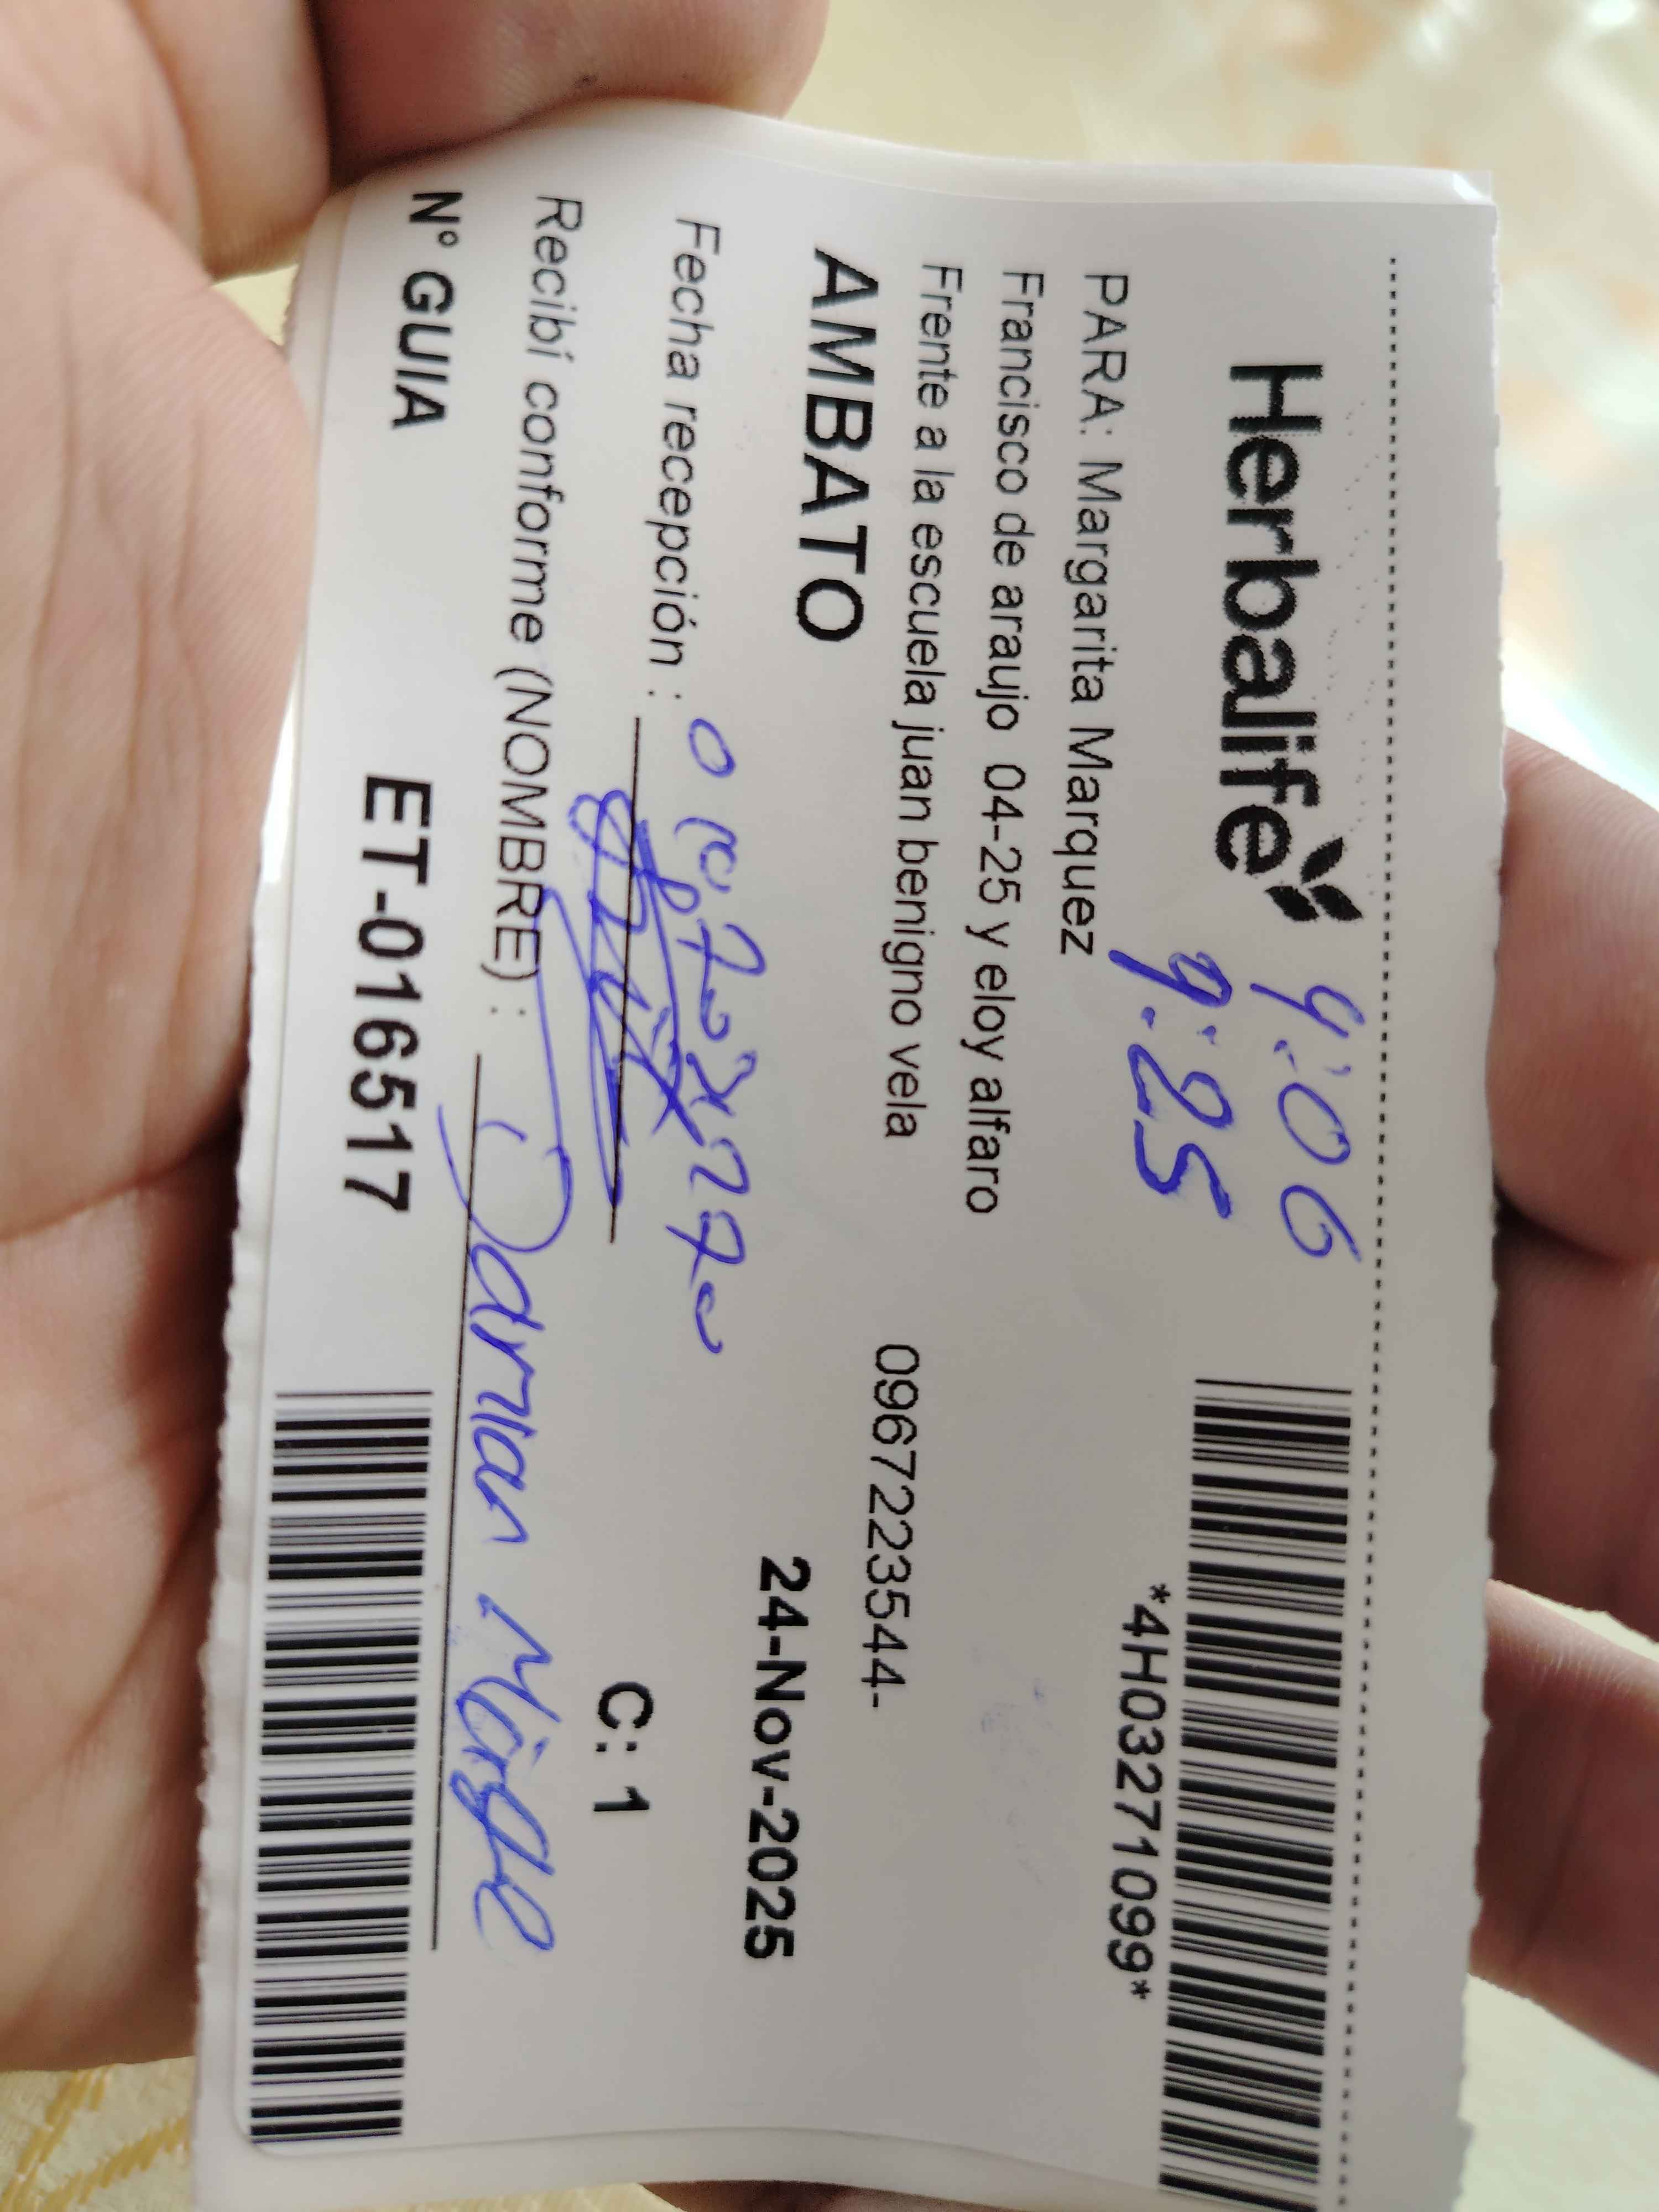 Herbalife
9:06
9:25
*4H03271099*
PARA: Margarita Marquez
Francisco de araujo 04-25 y eloy alfaro
Frente a la escuela juan benigno vela
0967223544-
AMBATO
24-Nov-2025
Fecha recepción :
C: 1
Recibí conforme (NOMBRE) : Damian
N° GUIA ET-016517